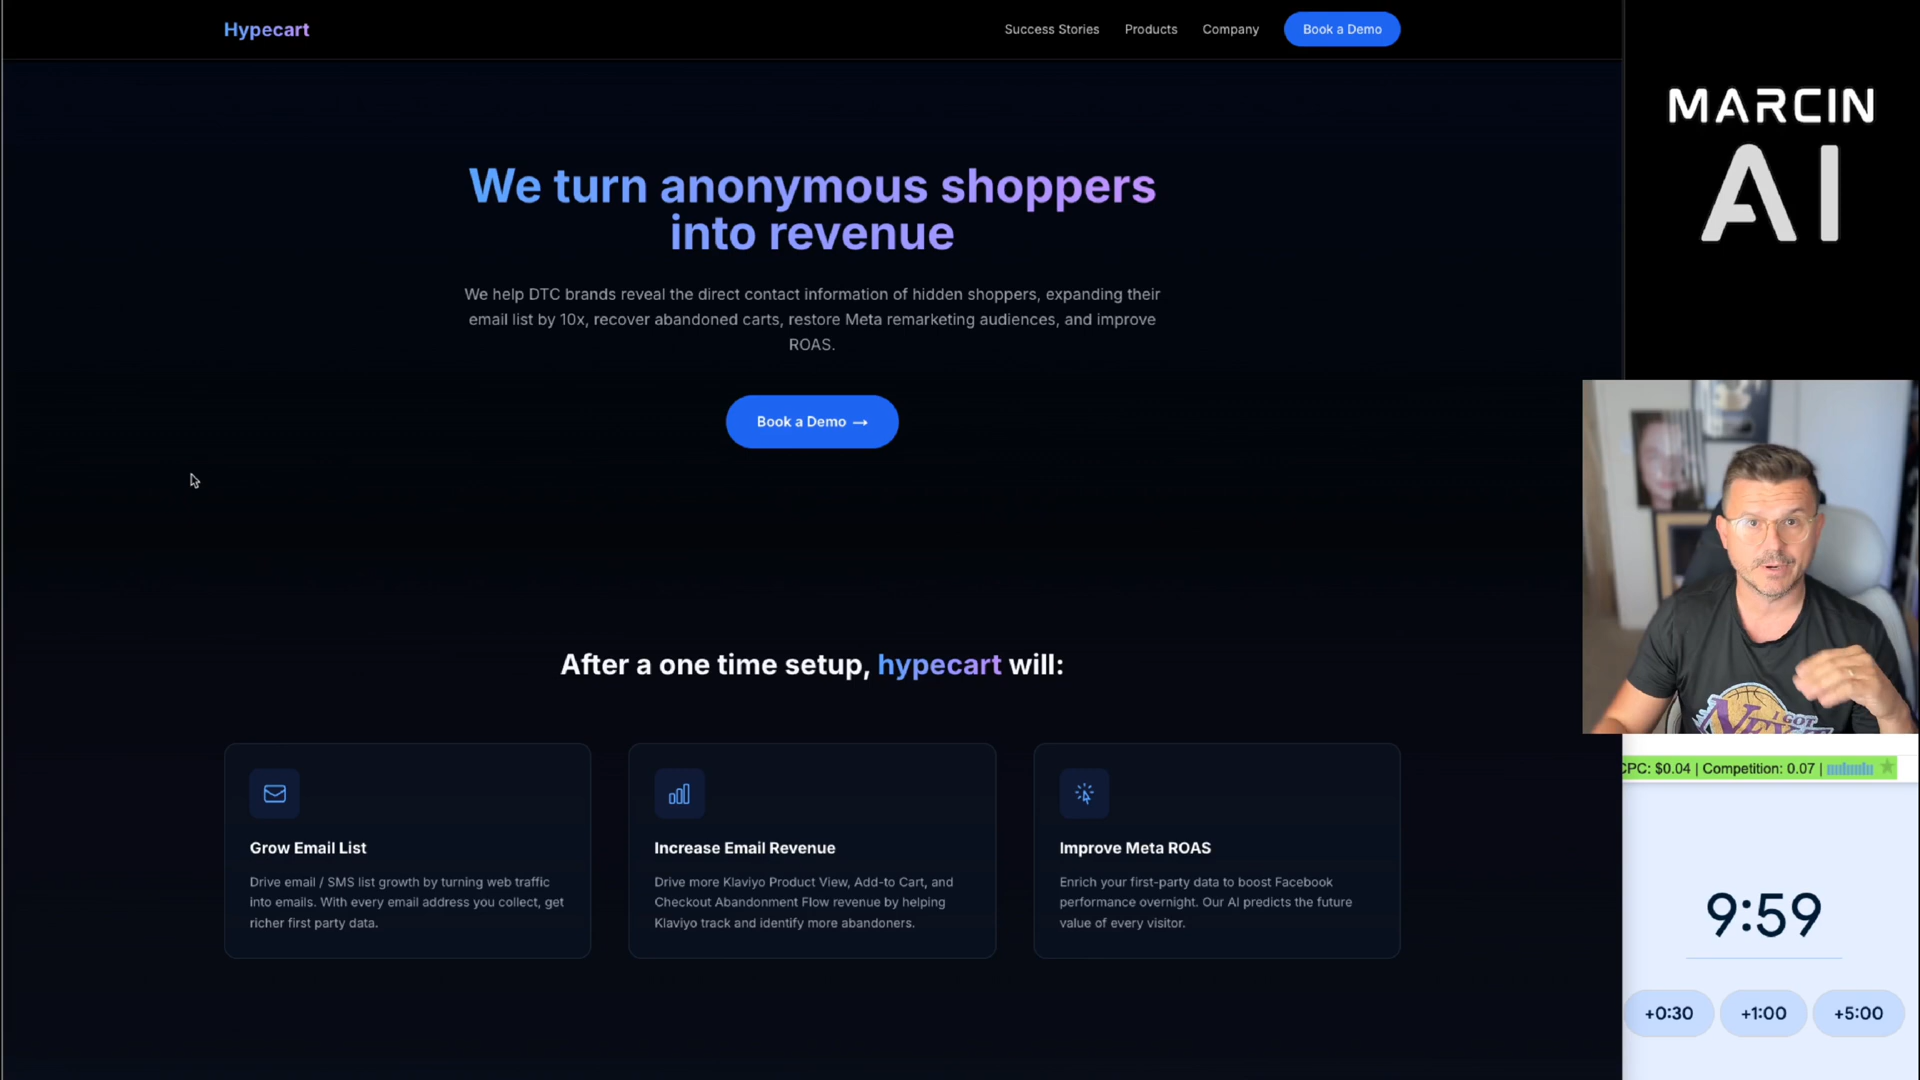 Hypecart
Success Stories
Products
Company
Book a Demo
MARCIN
AI
We turn anonymous shoppers
into revenue
We help DTC brands reveal the direct contact information of hidden shoppers, expanding their
email list by 10x, recover abandoned carts, restore Meta remarketing audiences, and improve
ROAS.
Book a Demo →
After a one time setup, hypecart will:
Grow Email List
Drive email / SMS list growth by turning web traffic
into emails. With every email address you collect, get
richer first party data.
Increase Email Revenue
Drive more Klaviyo Product View, Add-to Cart, and
Checkout Abandonment Flow revenue by helping
Klaviyo track and identify more abandoners.
Improve Meta ROAS
Enrich your first-party data to boost Facebook
performance overnight. Our AI predicts the future
value of every visitor.
I GOT
CPC: $0.04 | Competition: 0.07 |
9:59
+0:30
+1:00
+5:00